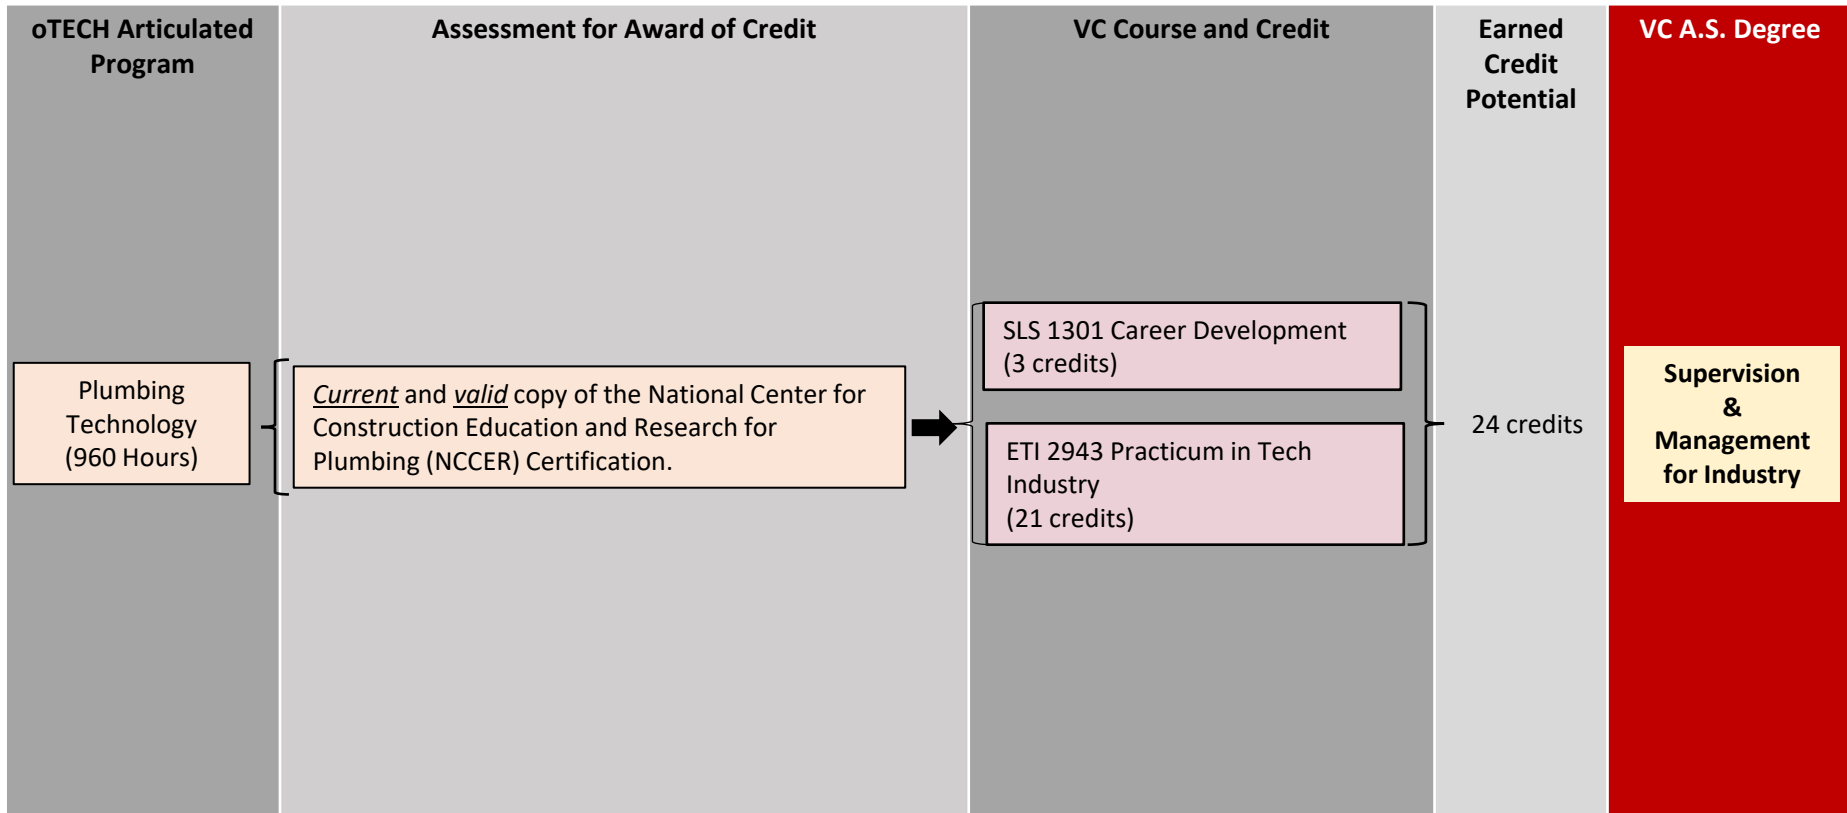 oTECH Articulated
Program
Assessment for Award of Credit
VC Course and Credit
Earned
Credit
Potential
VC A.S. Degree
Plumbing
Technology
(960 Hours)
Current and valid copy of the National Center for
Construction Education and Research for
Plumbing (NCCER) Certification.
SLS 1301 Career Development
(3 credits)
ETI 2943 Practicum in Tech
Industry
(21 credits)
24 credits
Supervision
&
Management
for Industry